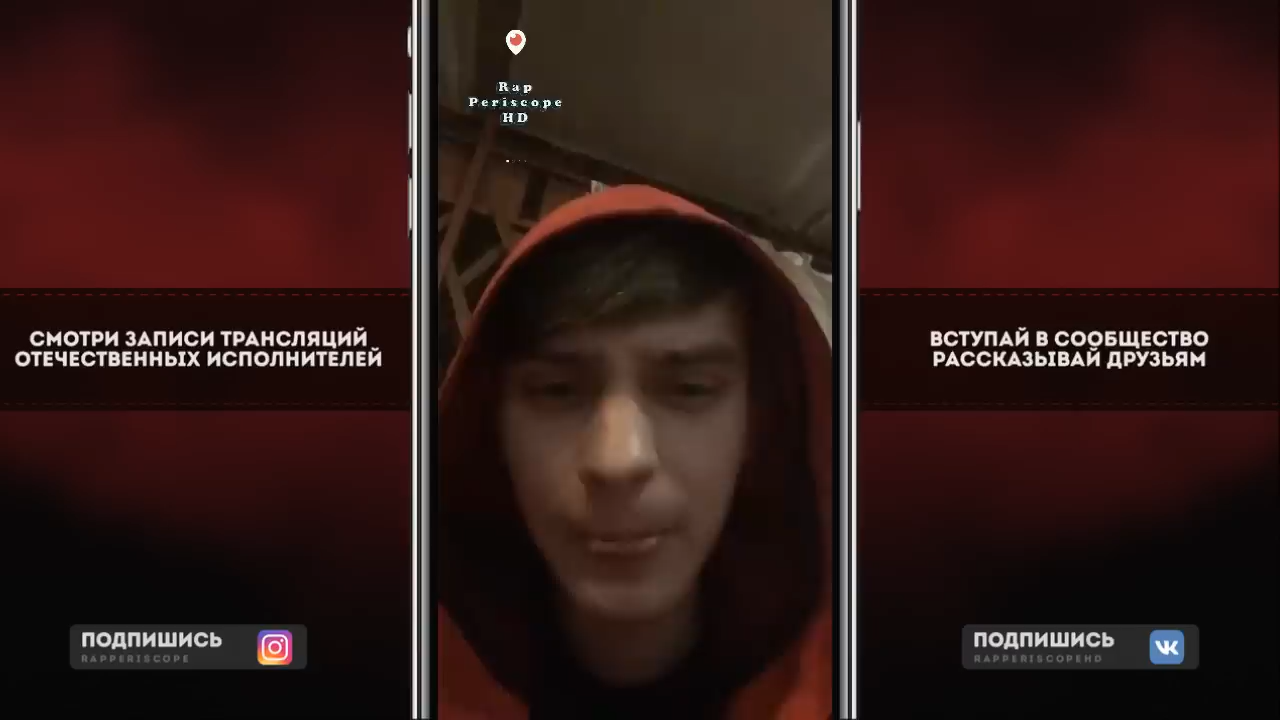 Rap
Periscope
HD
СМОТРИ ЗАПИСИ ТРАНСЛЯЦИЙ
ОТЕЧЕСТВЕННЫХ ИСПОЛНИТЕЛЕЙ
ВСТУПАЙ В СООБЩЕСТВО
РАССКАЗЫВАЙ ДРУЗЬЯМ
ПОДПИШИСЬ
RAPPERISCOPE
ПОДПИШИСЬ
RAPPERISCOPEHD